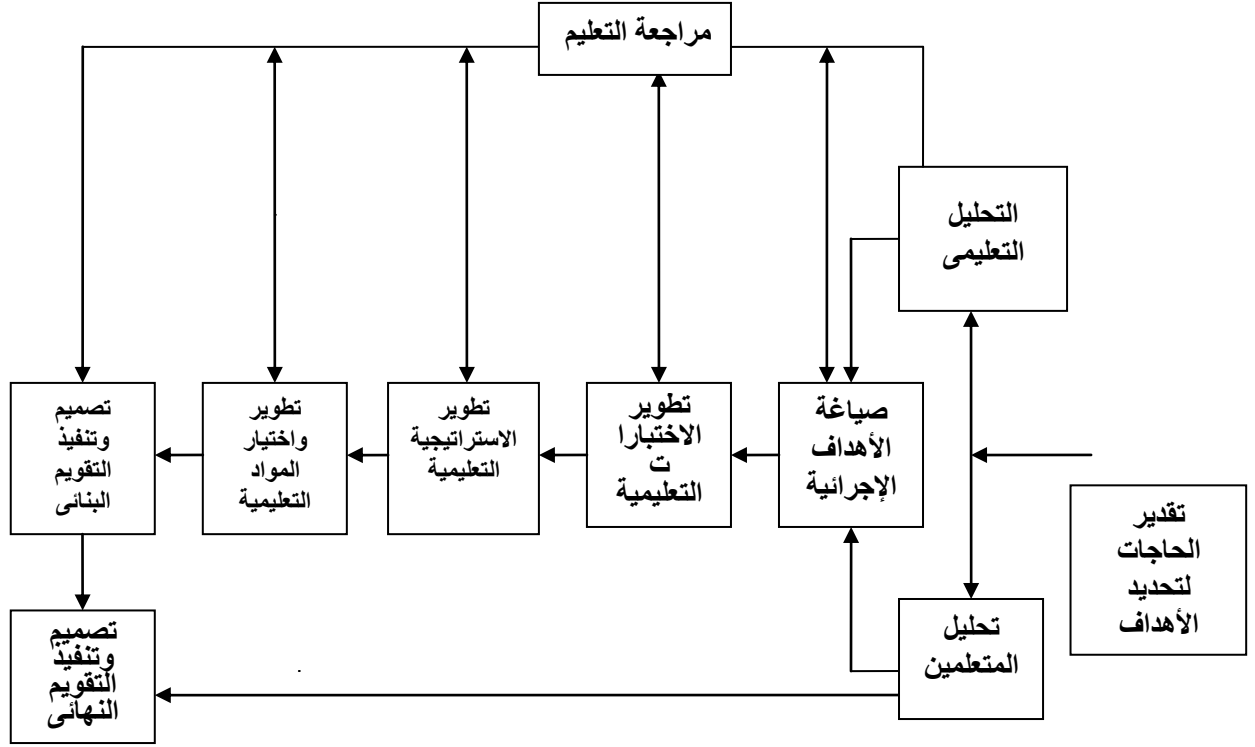 مراجعة التعليم
التحليل
التعليمى
صياغة
الأهداف
الإجرائية
تطوير
الاختبارا
ت
التعليمية
تطوير
الاستراتيجية
التعليمية
تطوير
واختيار
المواد
التعليمية
تصميم
وتنفيذ
التقويم
البنائى
تقدير
الحاجات
لتحديد
الأهداف
تحليل
المتعلمين
تصميم
وتنفيذ
التقويم
النهائى